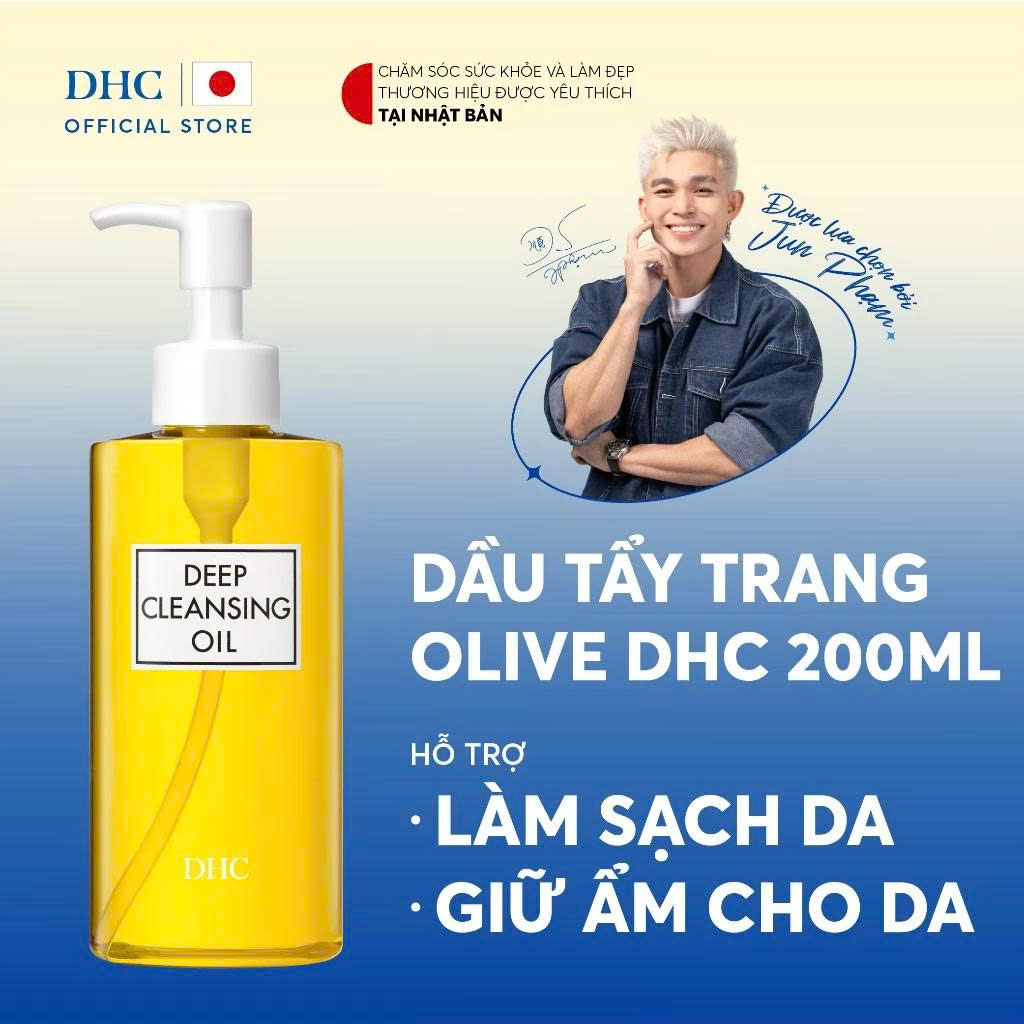 DHC
OFFICIAL STORE
CHĂM SÓC SỨC KHỎE VÀ LÀM ĐẸP
THƯƠNG HIỆU ĐƯỢC YÊU THÍCH
TẠI NHẬT BẢN
Được lựa chọn bởi
Jun Phạm
DEEP
CLEANSING
OIL
DHC
DẦU TẨY TRANG
OLIVE DHC 200ML
HỖ TRỢ
· LÀM SẠCH DA
· GIỮ ẨM CHO DA